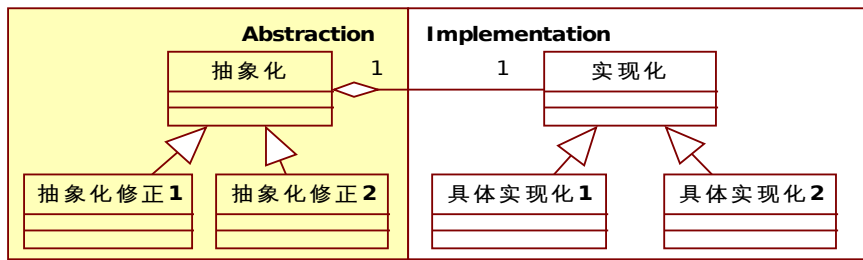 Abstraction
Implementation
抽象化
1
1
实现化
抽象化修正1
抽象化修正2
具体实现化1
具体实现化2